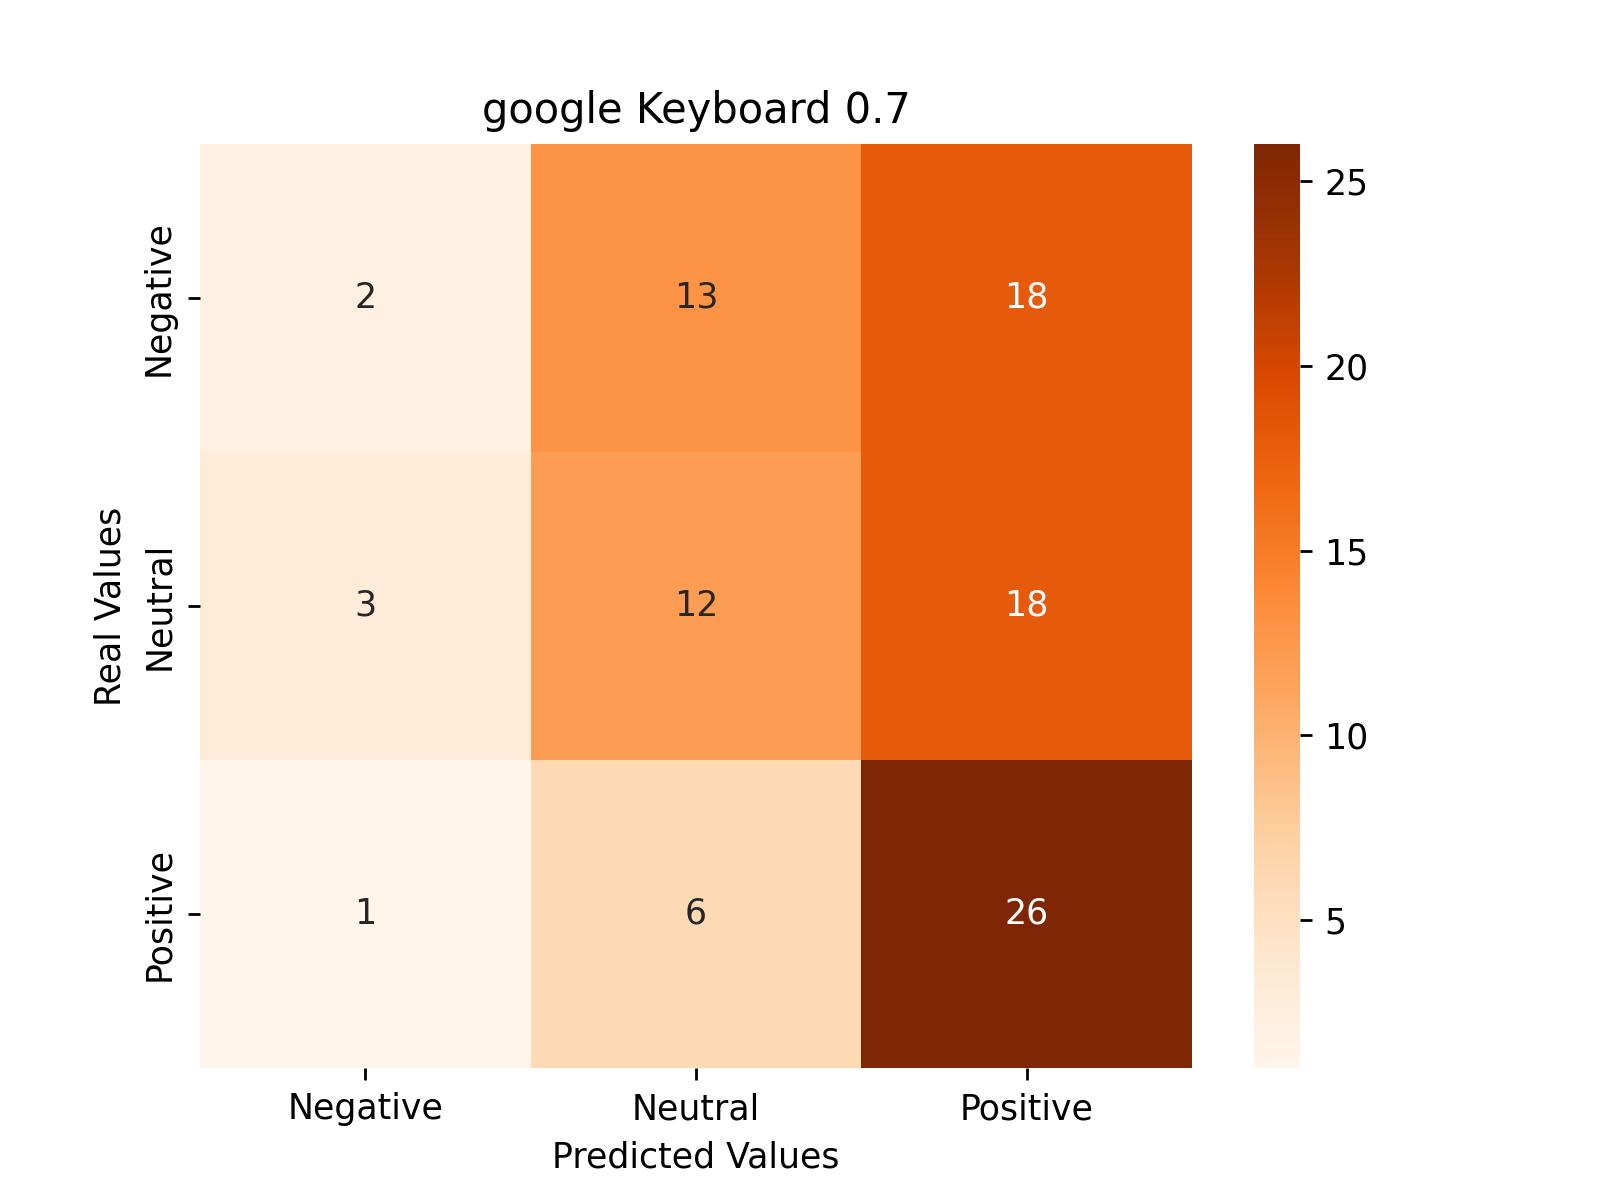 google Keyboard 0.7
Real Values
Negative
2
13
18
Neutral
3
12
18
Positive
1
6
26
Negative
Neutral
Positive
Predicted Values
25
20
15
10
5